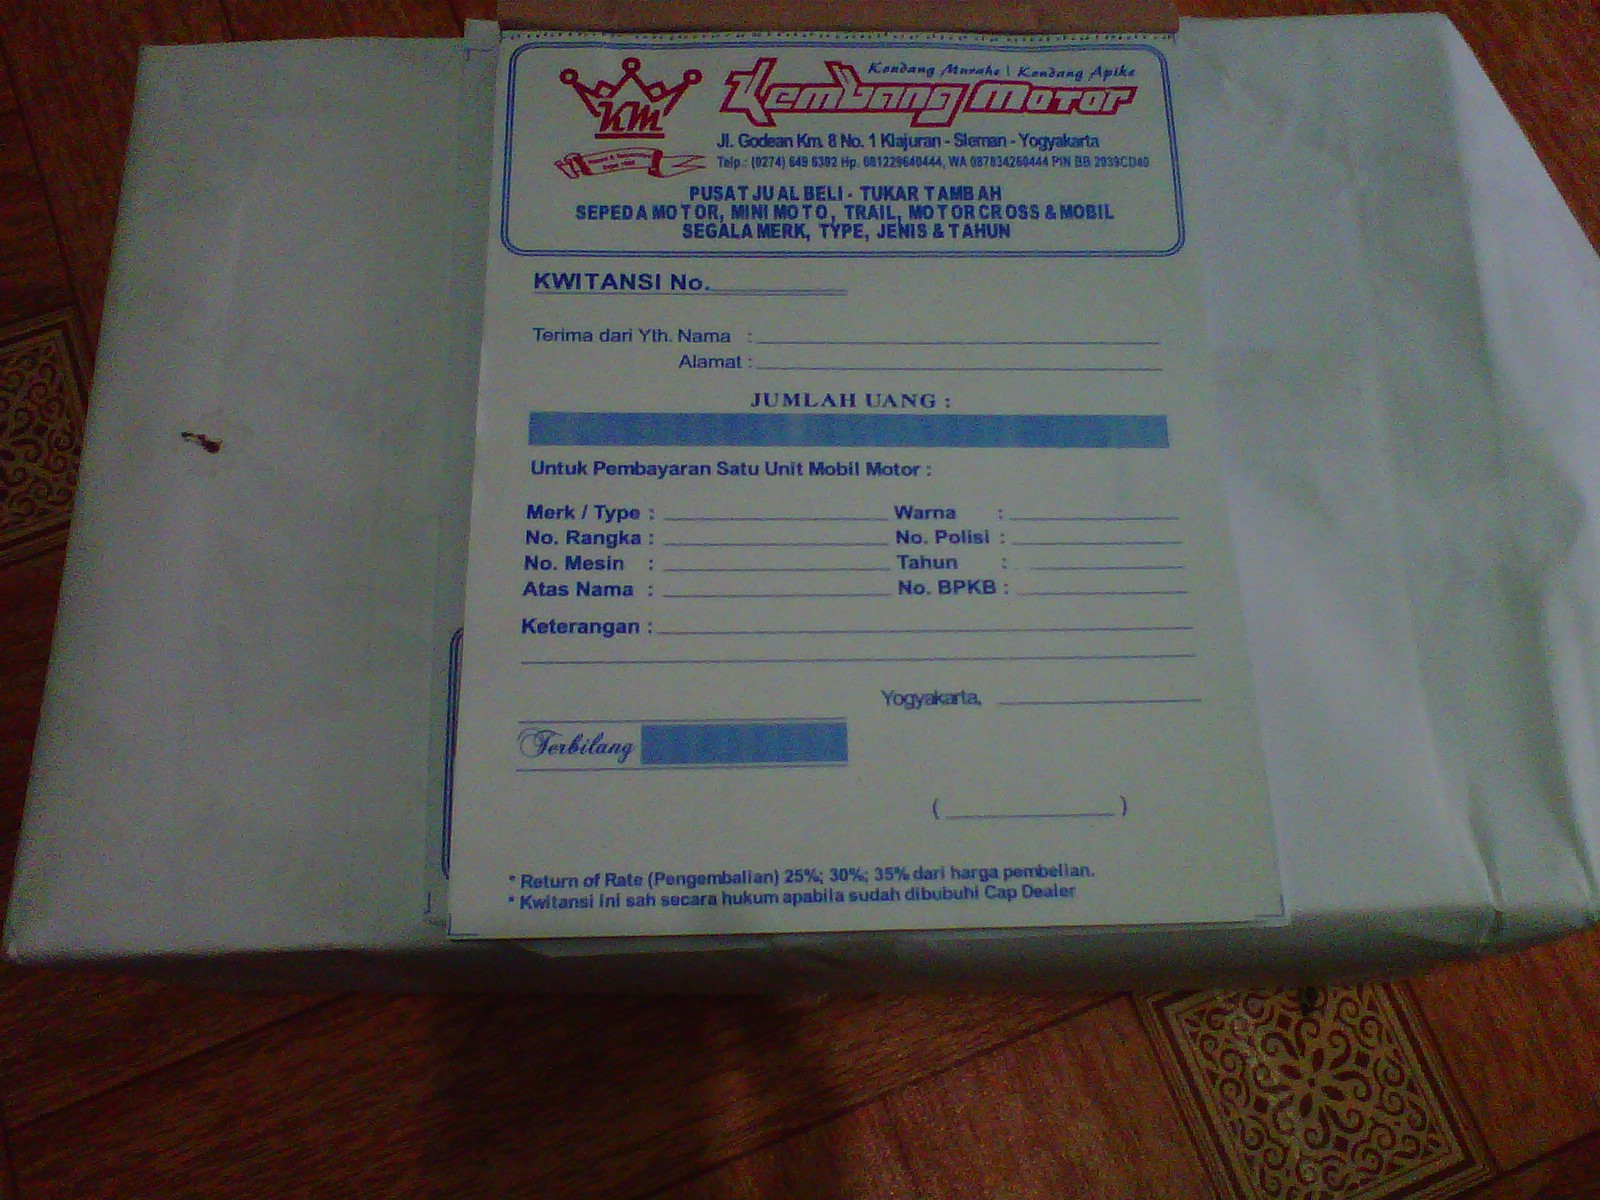 Kondang Murahe | Kondang Apike
KM
Kembang Motor
Jl. Godean Km. 8 No. 1 Klajuran - Sleman - Yogyakarta
Telp.: (0274) 649 6392 Hp. 081229640444, WA 087834260444 PIN BB 2939CD40
PUSAT JUAL BELI - TUKAR TAMBAH
SEPEDA MOTOR, MINI MOTO, TRAIL, MOTOR CROSS & MOBIL
SEGALA MERK, TYPE, JENIS & TAHUN
KWITANSI No.
Terima dari Yth. Nama :
Alamat :
JUMLAH UANG :
Untuk Pembayaran Satu Unit Mobil Motor :
Merk / Type : Warna :
No. Rangka : No. Polisi :
No. Mesin : Tahun :
Atas Nama : No. BPKB :
Keterangan :
Yogyakarta,
Terbilang
( )
* Return of Rate (Pengembalian) 25%; 30%; 35% dari harga pembelian.
* Kwitansi ini sah secara hukum apabila sudah dibubuhi Cap Dealer